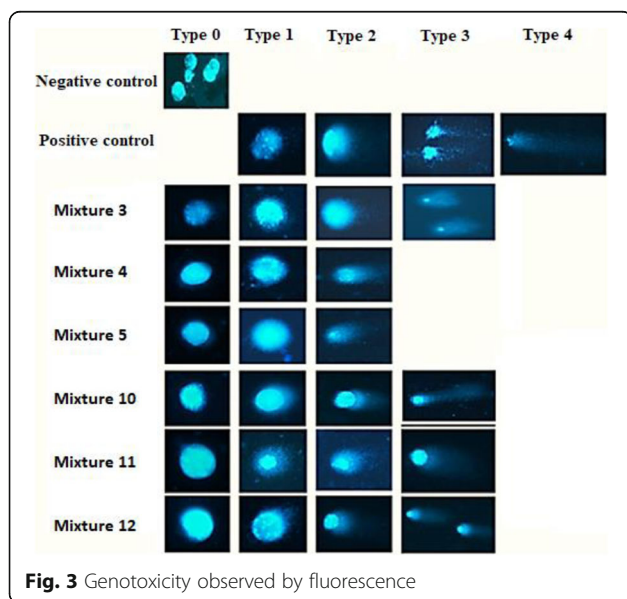 Type 0 Type 1 Type 2 Type 3 Type 4
Negative control
Positive control
Mixture 3
Mixture 4
Mixture 5
Mixture 10
Mixture 11
Mixture 12
Fig. 3 Genotoxicity observed by fluorescence